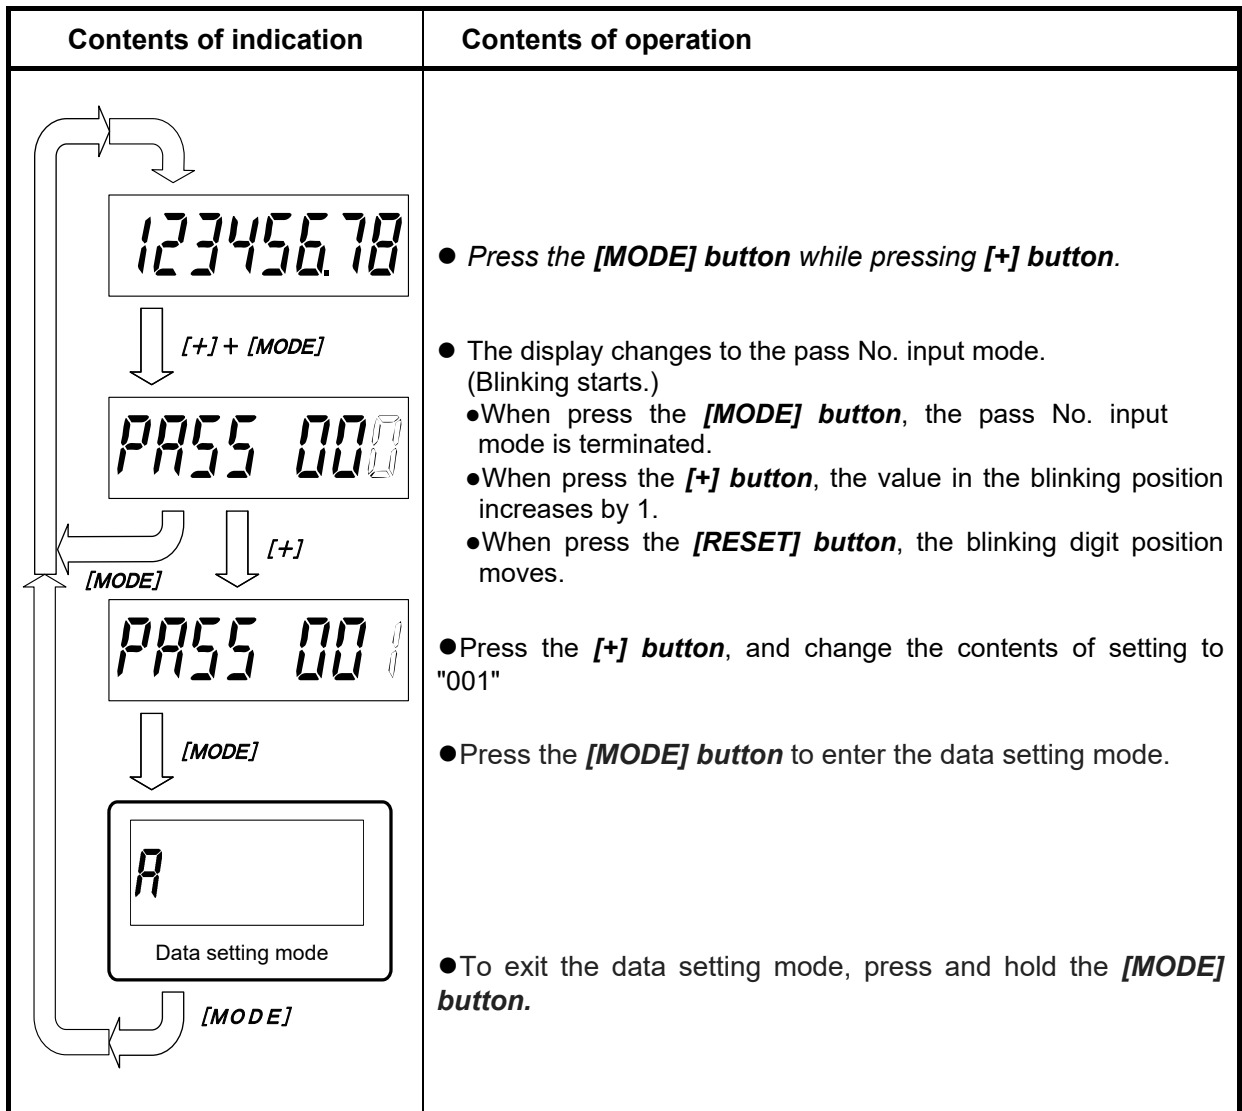 Contents of indication
Contents of operation
123456.78
● Press the [MODE] button while pressing [+] button.
[+] + [MODE]
● The display changes to the pass No. input mode.
(Blinking starts.)
●When press the [MODE] button, the pass No. input
mode is terminated.
PASS 000
●When press the [+] button, the value in the blinking position
increases by 1.
●When press the [RESET] button, the blinking digit position
moves.
[+]
[MODE]
PASS 001
●Press the [+] button, and change the contents of setting to
"001"
[MODE]
●Press the [MODE] button to enter the data setting mode.
A
Data setting mode
●To exit the data setting mode, press and hold the [MODE]
button.
[MODE]